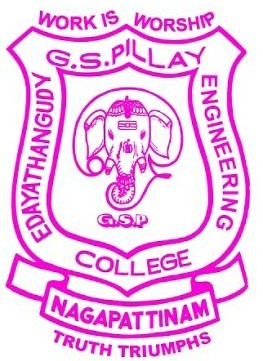 WORK IS WORSHIP
G.S.PILLAY
EDAYATHANGUDY
ENGINEERING
G.S.P
COLLEGE
NAGAPATTINAM
TRUTH TRIUMPHS